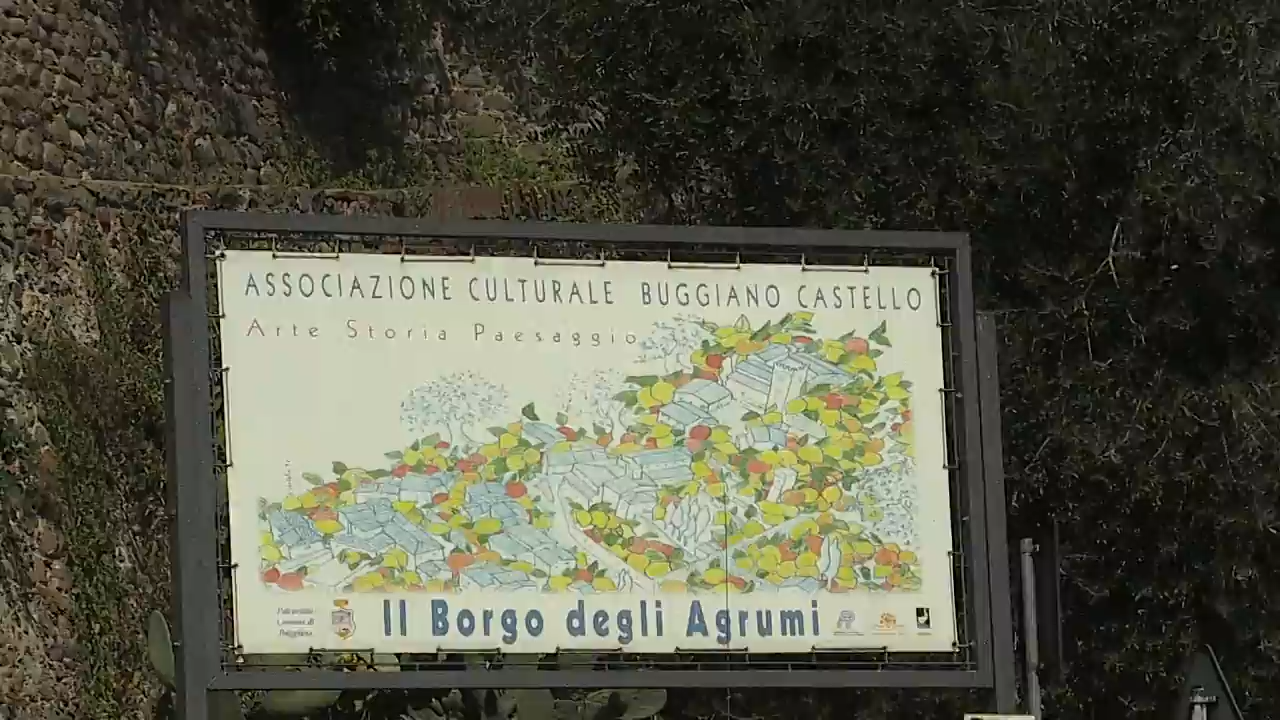 ASSOCIAZIONE CULTURALE BUGGIANO CASTELLO
Arte Storia Paesaggio
Il Borgo degli Agrumi